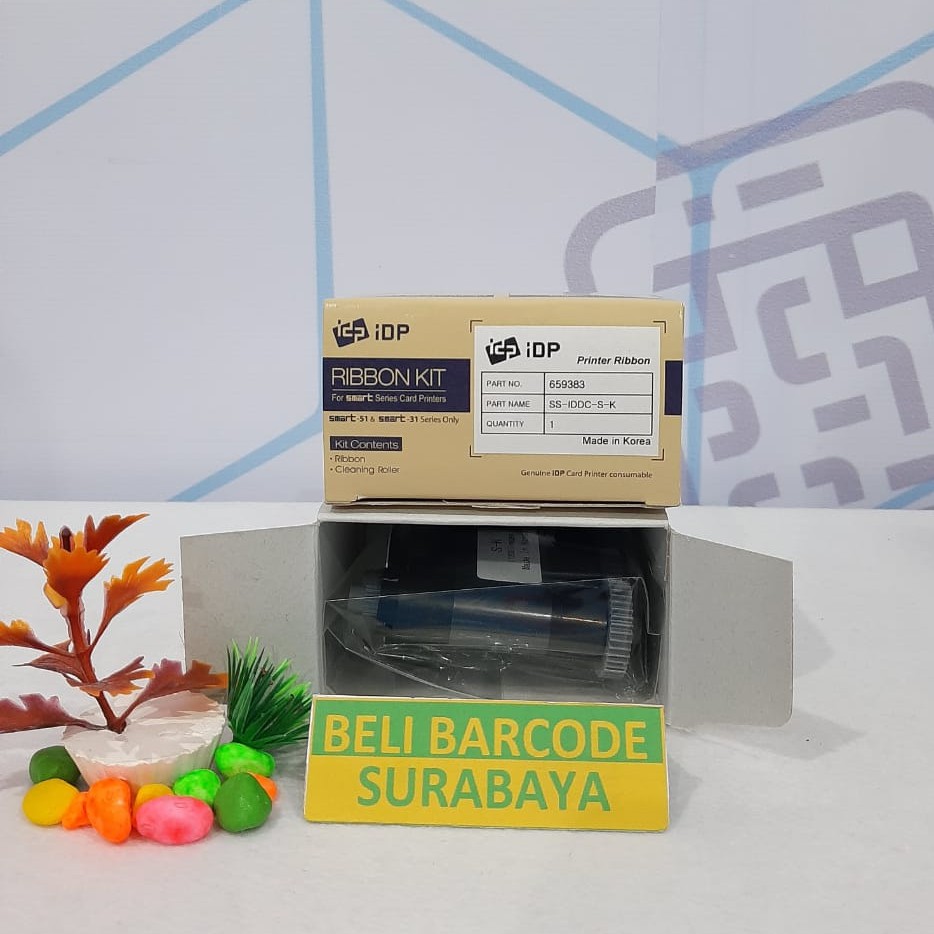 iDP
RIBBON KIT
For smart Series Card Printers
smart-51 & smart-31 Series Only
Kit Contents
• Ribbon
• Cleaning Roller
iDP
Printer Ribbon
PART NO. 659383
PART NAME SS-IDDC-S-K
QUANTITY 1
Made in Korea
Genuine IDP Card Printer consumable
S-K
BELI BARCODE
SURABAYA